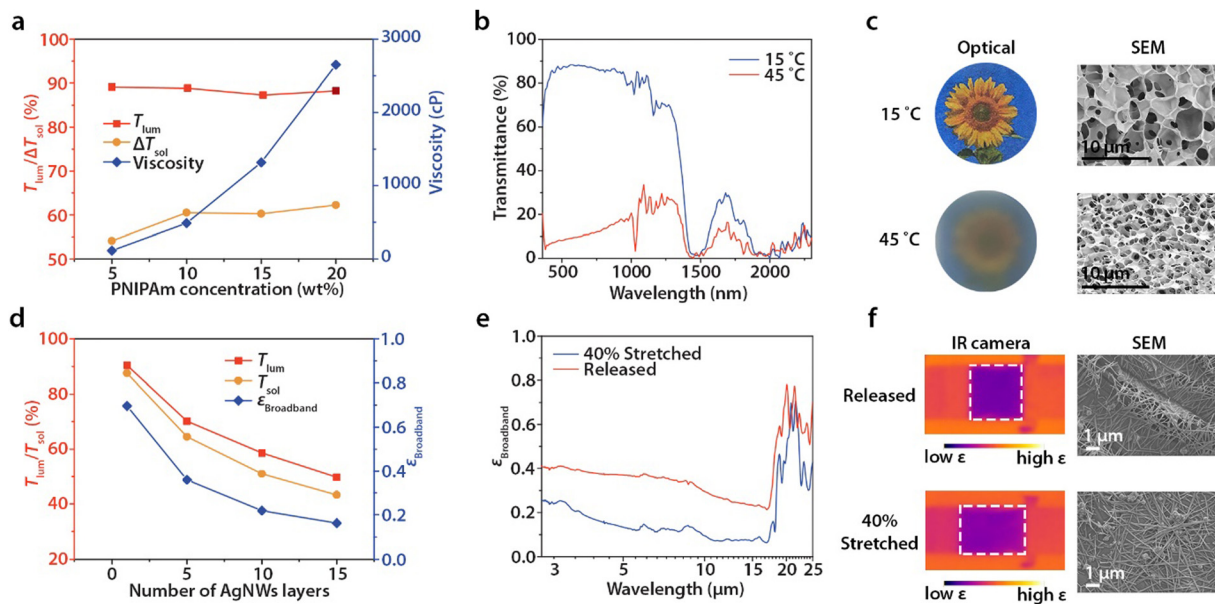 a
100
90
80
70
60
50
T_lum/ΔT_sol (%)
T_lum
ΔT_sol
Viscosity
3000
2000
1000
0
Viscosity (cP)
5 10 15 20
PNIPAm concentration (wt%)
b
100
80
60
40
20
0
Transmittance (%)
15 ˚C
45 ˚C
500 1000 1500 2000
Wavelength (nm)
c
Optical SEM
15 ˚C
10 µm
45 ˚C
10 µm
d
100
80
60
40
20
T_lum/T_sol (%)
T_lum
T_sol
ε_Broadband
1.0
0.8
0.6
0.4
0.2
0.0
ε_Broadband
0 5 10 15
Number of AgNWs layers
e
1.0
0.8
0.6
0.4
0.2
0.0
ε_Broadband
40% Stretched
Released
3 5 10 15 20 25
Wavelength (µm)
f
IR camera SEM
Released
1 µm
low ε high ε
40%
Stretched
1 µm
low ε high ε